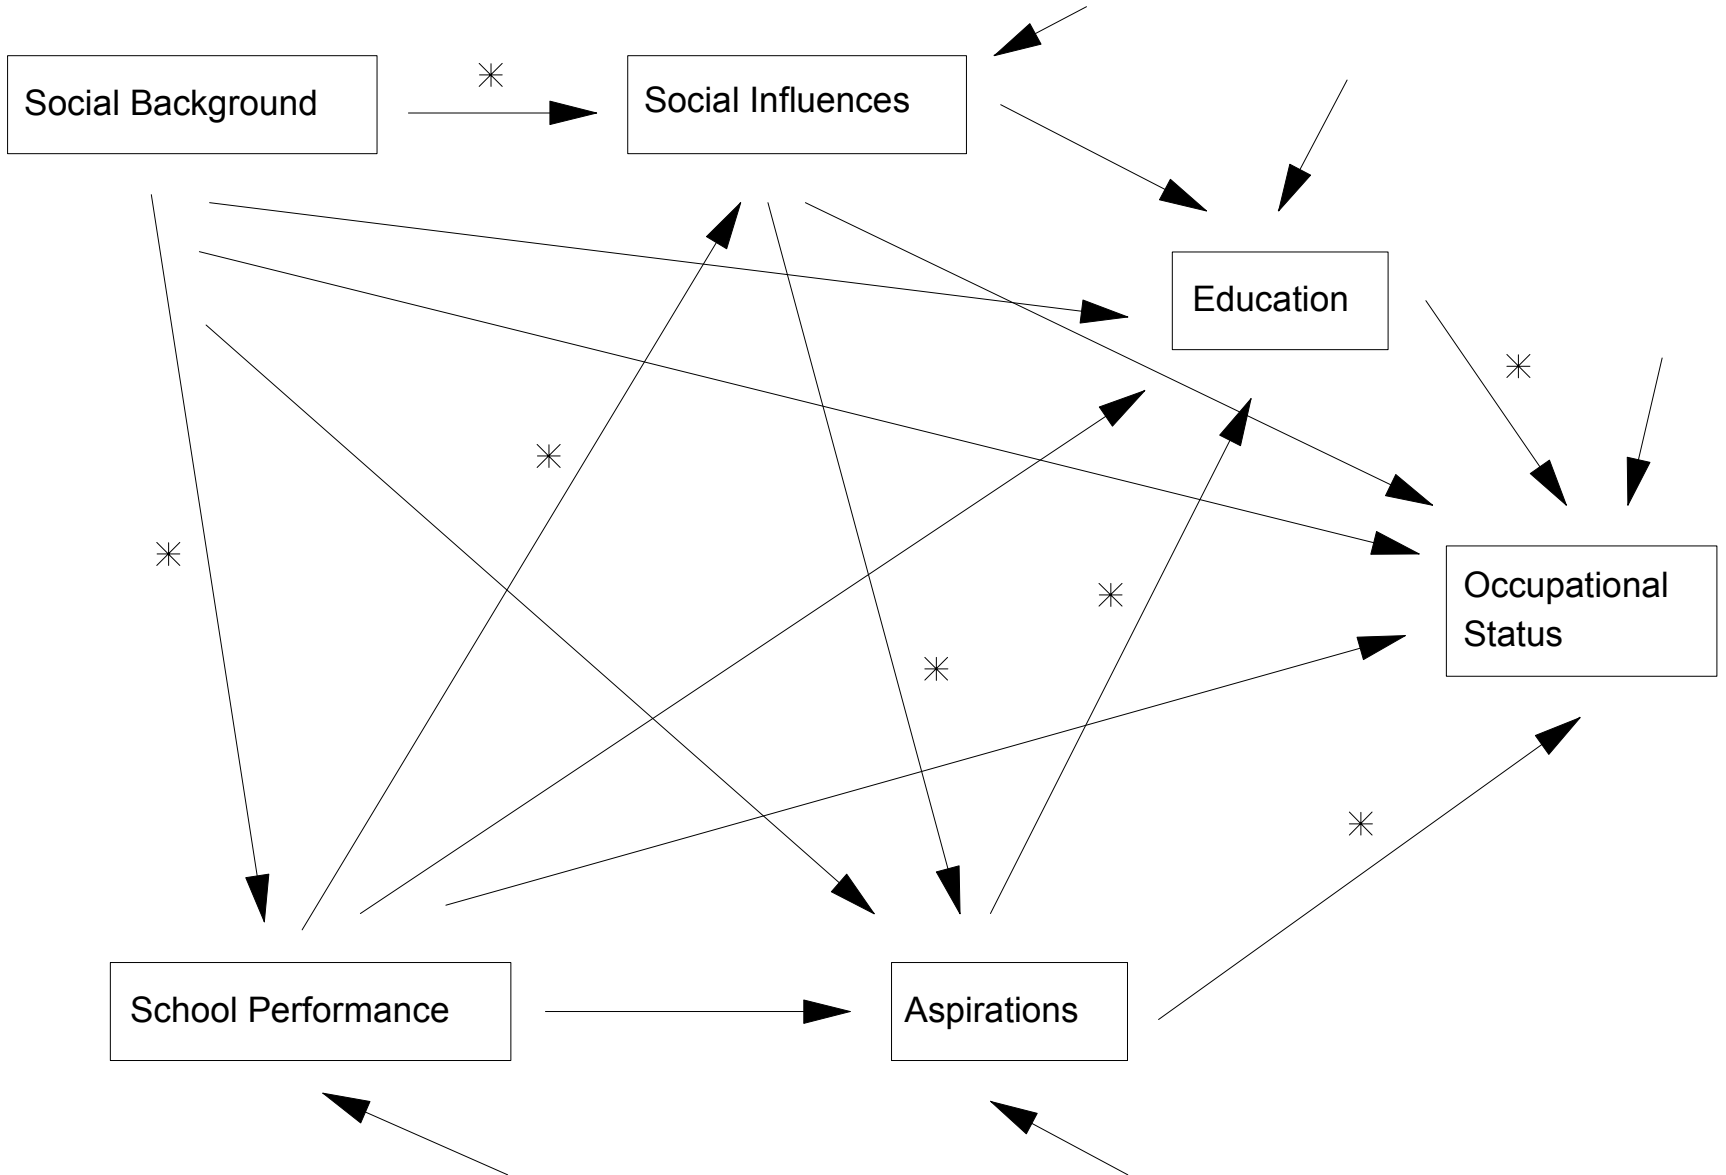 Social Background
Social Influences
Education
Occupational
Status
School Performance
Aspirations